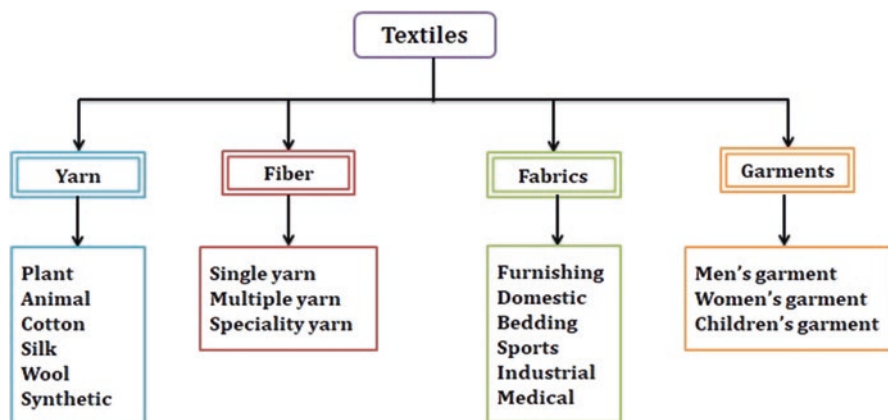 Textiles
Yarn
Fiber
Fabrics
Garments
Plant
Animal
Cotton
Silk
Wool
Synthetic
Single yarn
Multiple yarn
Speciality yarn
Furnishing
Domestic
Bedding
Sports
Industrial
Medical
Men's garment
Women's garment
Children's garment